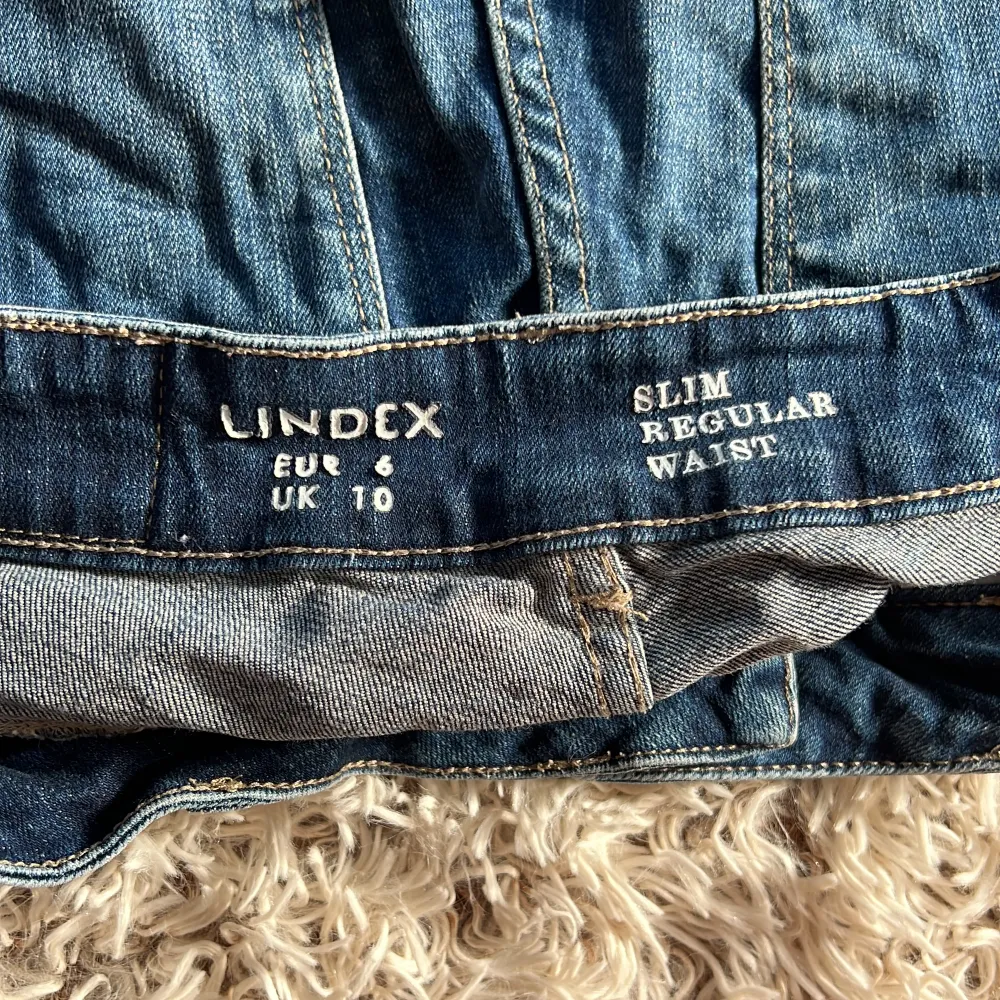 LINDEX
EUR 6
UK 10
SLIM
REGULAR
WAIST